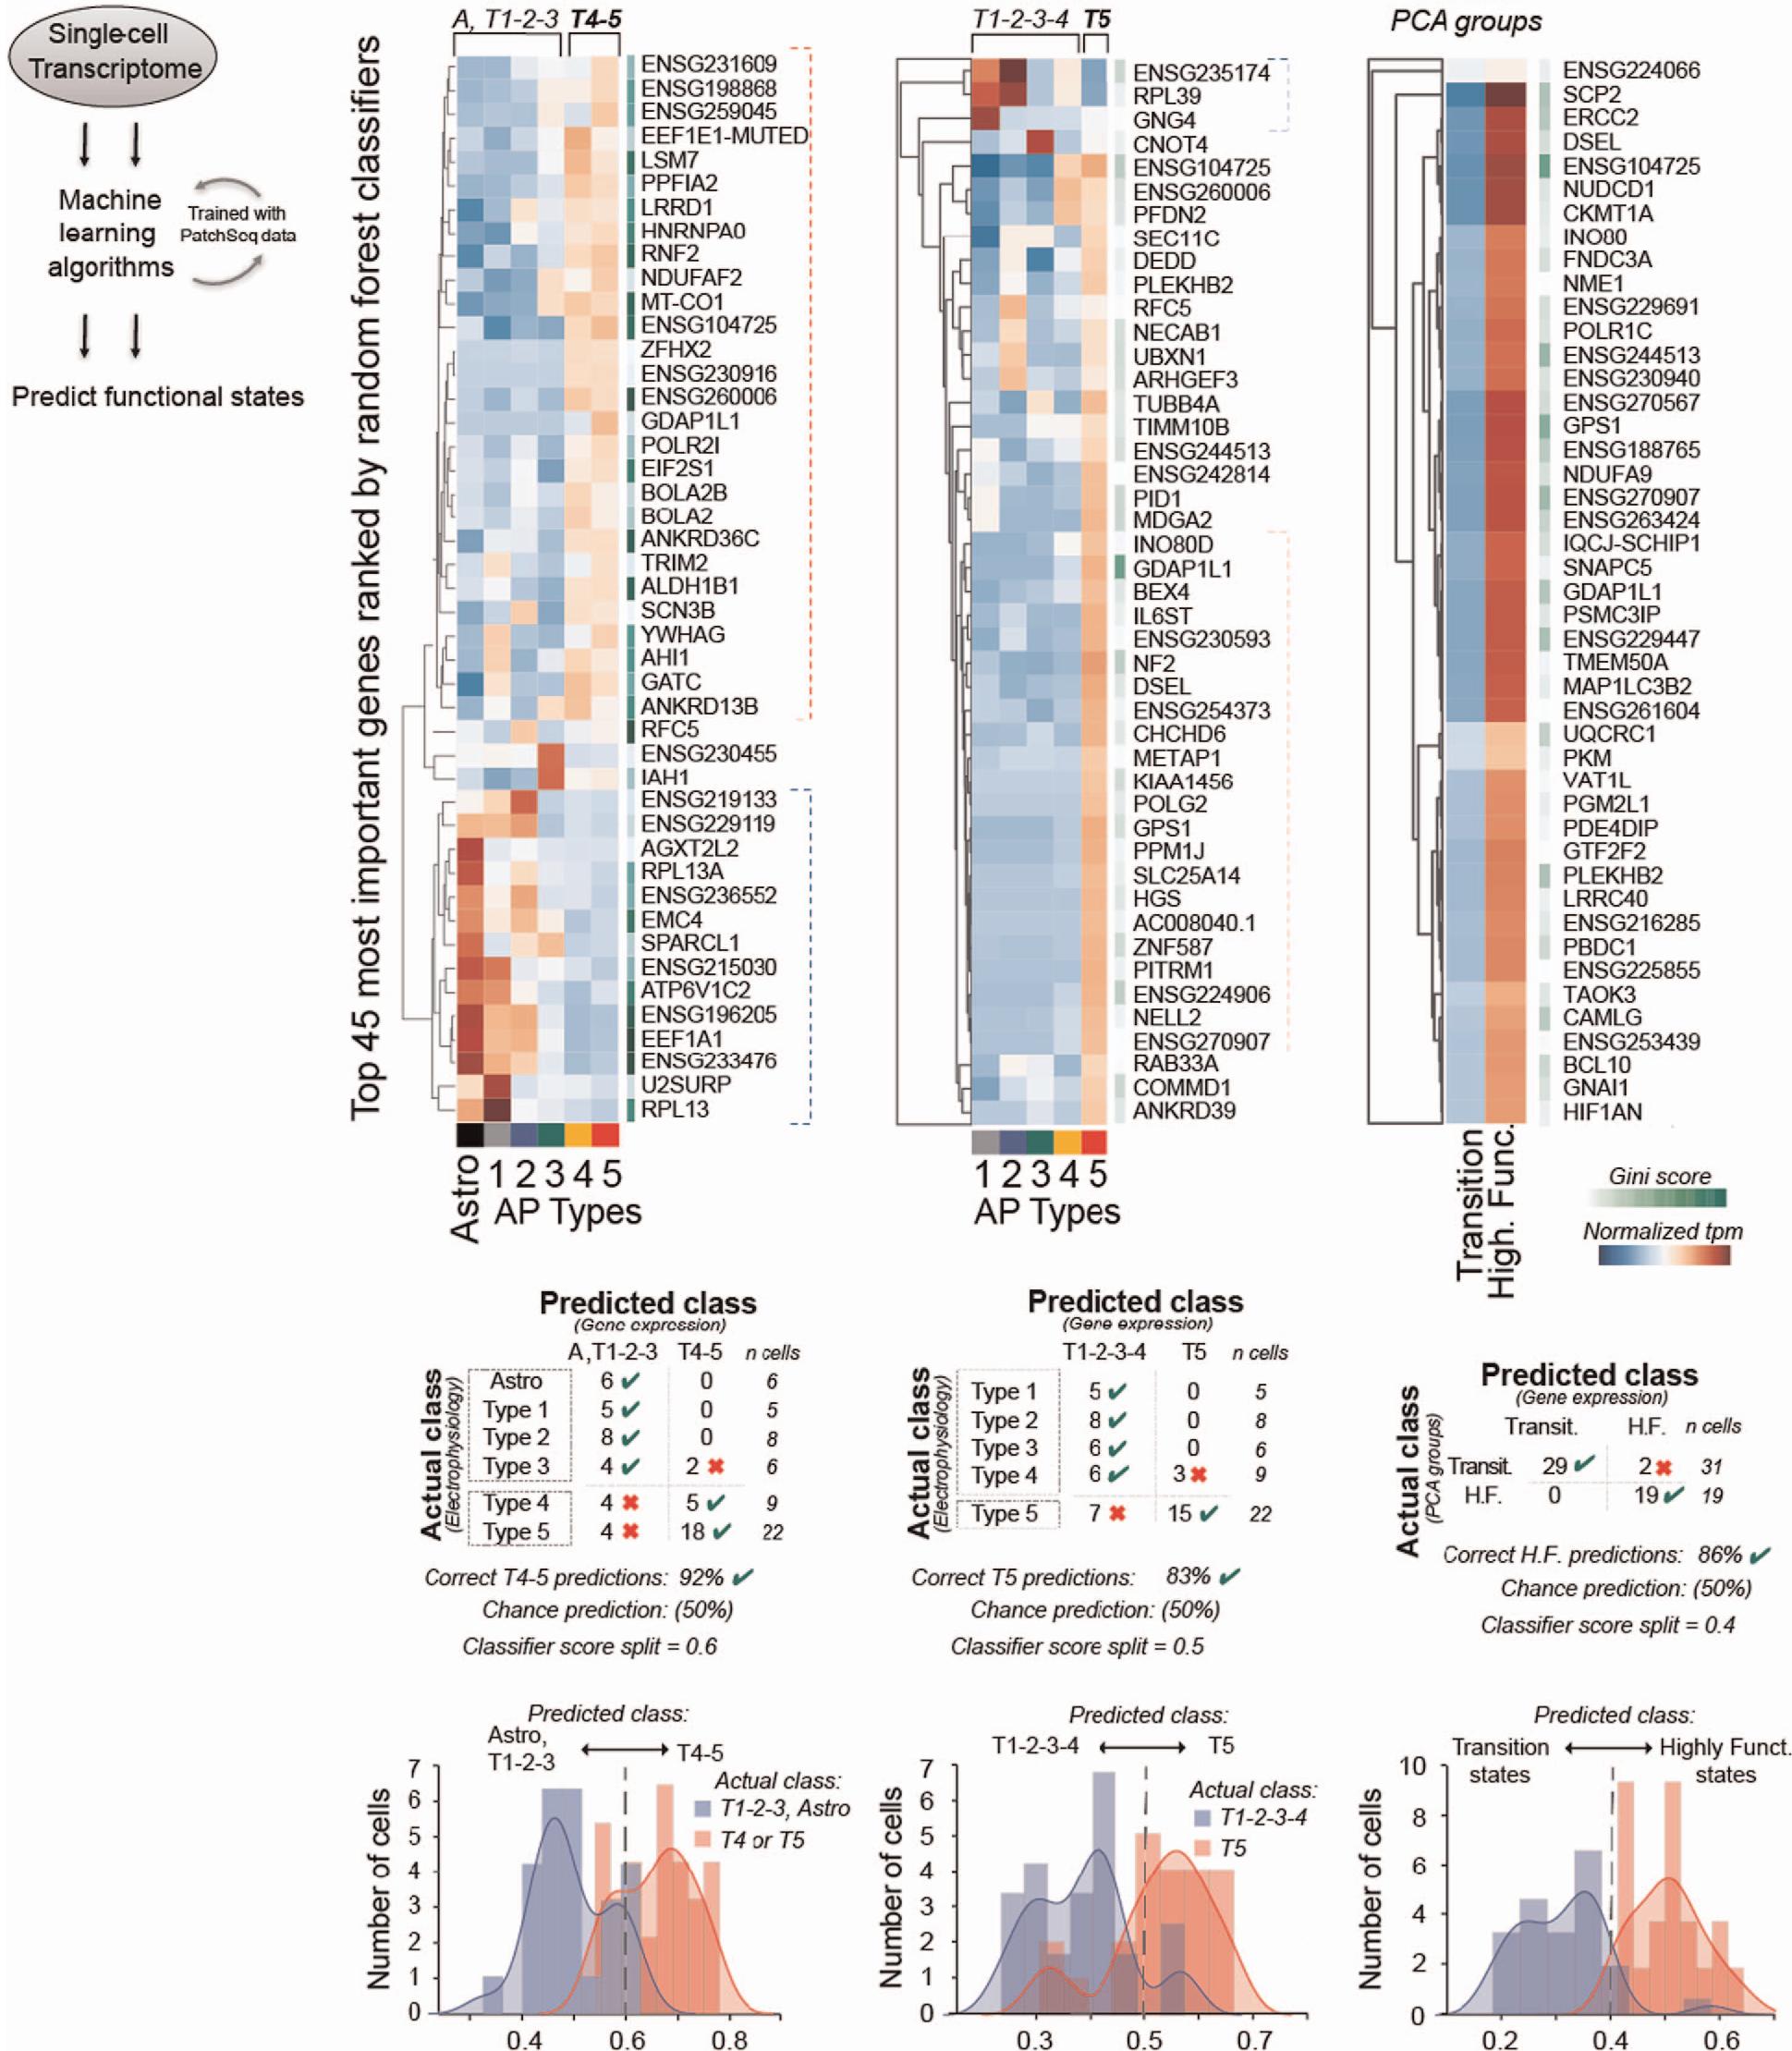 Single-cell
Transcriptome
Machine
learning
algorithms
Trained with
PatchSeq data
Predict functional states
Top 45 most important genes ranked by random forest classifiers
A, T1-2-3 T4-5
ENSG231609
ENSG198868
ENSG259045
EEF1E1-MUTED
LSM7
PPFIA2
LRRD1
HNRNPA0
RNF2
NDUFAF2
MT-CO1
ENSG104725
ZFHX2
ENSG230916
ENSG260006
GDAP1L1
POLR2I
EIF2S1
BOLA2B
BOLA2
ANKRD36C
TRIM2
ALDH1B1
SCN3B
YWHAG
AHI1
GATC
ANKRD13B
RFC5
ENSG230455
IAH1
ENSG219133
ENSG229119
AGXT2L2
RPL13A
ENSG236552
EMC4
SPARCL1
ENSG215030
ATP6V1C2
ENSG196205
EEF1A1
ENSG233476
U2SURP
RPL13
Astro 1 2 3 4 5
AP Types
T1-2-3-4 T5
ENSG235174
RPL39
GNG4
CNOT4
ENSG104725
ENSG260006
PFDN2
SEC11C
DEDD
PLEKHB2
RFC5
NECAB1
UBXN1
ARHGEF3
TUBB4A
TIMM10B
ENSG244513
ENSG242814
PID1
MDGA2
INO80D
GDAP1L1
BEX4
IL6ST
ENSG230593
NF2
DSEL
ENSG254373
CHCHD6
METAP1
KIAA1456
POLG2
GPS1
PPM1J
SLC25A14
HGS
AC008040.1
ZNF587
PITRM1
ENSG224906
NELL2
ENSG270907
RAB33A
COMMD1
ANKRD39
1 2 3 4 5
AP Types
PCA groups
ENSG224066
SCP2
ERCC2
DSEL
ENSG104725
NUDCD1
CKMT1A
INO80
FNDC3A
NME1
ENSG229691
POLR1C
ENSG244513
ENSG230940
ENSG270567
GPS1
ENSG188765
NDUFA9
ENSG270907
ENSG263424
IQCJ-SCHIP1
SNAPC5
GDAP1L1
PSMC3IP
ENSG229447
TMEM50A
MAP1LC3B2
ENSG261604
UQCRC1
PKM
VAT1L
PGM2L1
PDE4DIP
GTF2F2
PLEKHB2
LRRC40
ENSG216285
PBDC1
ENSG225855
TAOK3
CAMLG
ENSG253439
BCL10
GNAI1
HIF1AN
Transition
High. Func.
Gini score
Normalized tpm
Predicted class
(Gene expression)
A,T1-2-3 T4-5 n cells
Actual class
(Electrophysiology)
Astro 6 ✔ 0 6
Type 1 5 ✔ 0 5
Type 2 8 ✔ 0 8
Type 3 4 ✔ 2 ✖ 6
Type 4 4 ✖ 5 ✔ 9
Type 5 4 ✖ 18 ✔ 22
Correct T4-5 predictions: 92% ✔
Chance prediction: (50%)
Classifier score split = 0.6
Predicted class
(Gene expression)
T1-2-3-4 T5 n cells
Actual class
(Electrophysiology)
Type 1 5 ✔ 0 5
Type 2 8 ✔ 0 8
Type 3 6 ✔ 0 6
Type 4 6 ✔ 3 ✖ 9
Type 5 7 ✖ 15 ✔ 22
Correct T5 predictions: 83% ✔
Chance prediction: (50%)
Classifier score split = 0.5
Predicted class
(Gene expression)
Transit. H.F. n cells
Actual class
(PCA groups)
Transit. 29 ✔ 2 ✖ 31
H.F. 0 19 ✔ 19
Correct H.F. predictions: 86% ✔
Chance prediction: (50%)
Classifier score split = 0.4
Predicted class:
Astro,
T1-2-3
T4-5
Actual class:
T1-2-3, Astro
T4 or T5
Number of cells
7
6
5
4
3
2
1
0
0.4 0.6 0.8
Predicted class:
T1-2-3-4 T5
Actual class:
T1-2-3-4
T5
Number of cells
7
6
5
4
3
2
1
0
0.3 0.5 0.7
Predicted class:
Transition
states
Highly Funct.
states
Number of cells
10
8
6
4
2
0
0.2 0.4 0.6